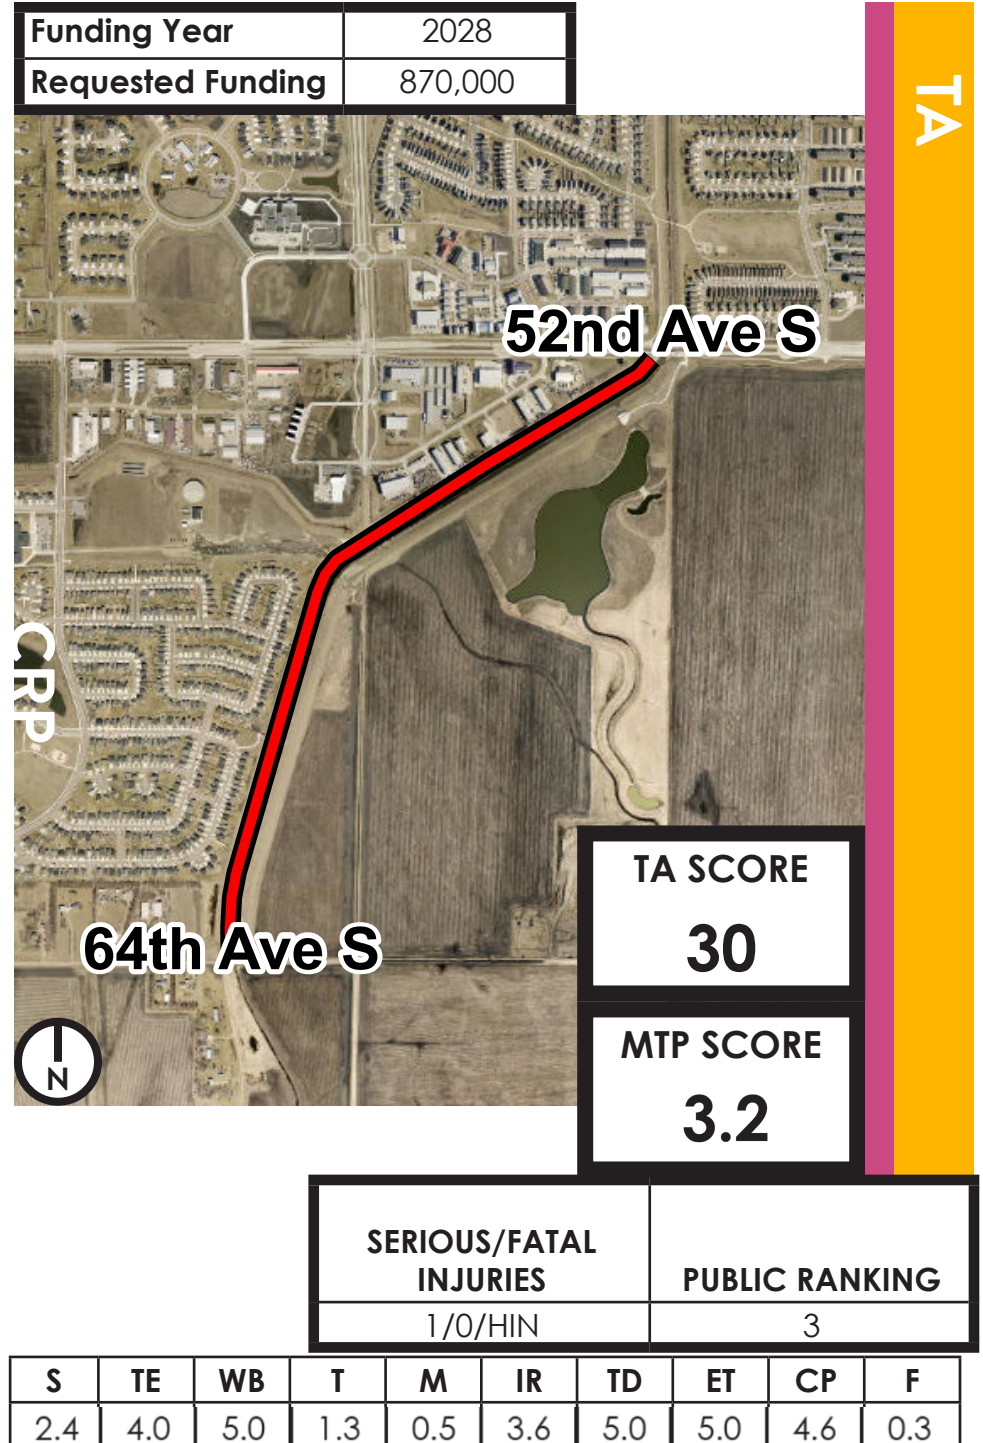 Funding Year 2028
Requested Funding 870,000
TA
52nd Ave S
CRP
64th Ave S
N
TA SCORE
30
MTP SCORE
3.2
SERIOUS/FATAL
INJURIES PUBLIC RANKING
1/0/HIN 3
S TE WB T M IR TD ET CP F
2.4 4.0 5.0 1.3 0.5 3.6 5.0 5.0 4.6 0.3